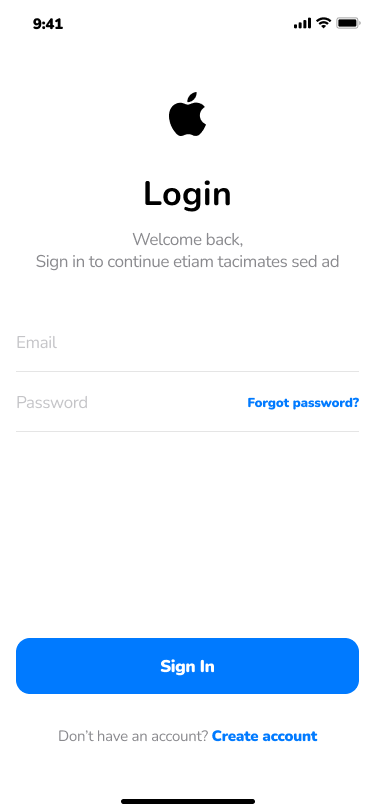 9:41
Login
Welcome back,
Sign in to continue etiam tacimates sed ad
Email
Password
Forgot password?
Sign In
Don't have an account? Create account